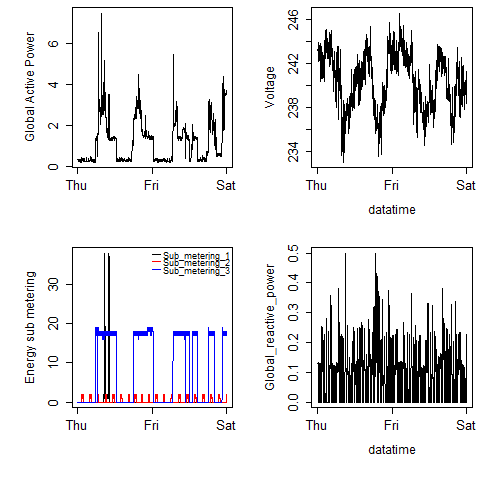 Global Active Power
0 2 4 6
Thu Fri Sat
Voltage
234 238 242 246
Thu Fri Sat
datatime
Energy sub metering
0 10 20 30
Sub_metering_1
Sub_metering_2
Sub_metering_3
Thu Fri Sat
Global_reactive_power
0.0 0.1 0.2 0.3 0.4 0.5
Thu Fri Sat
datatime